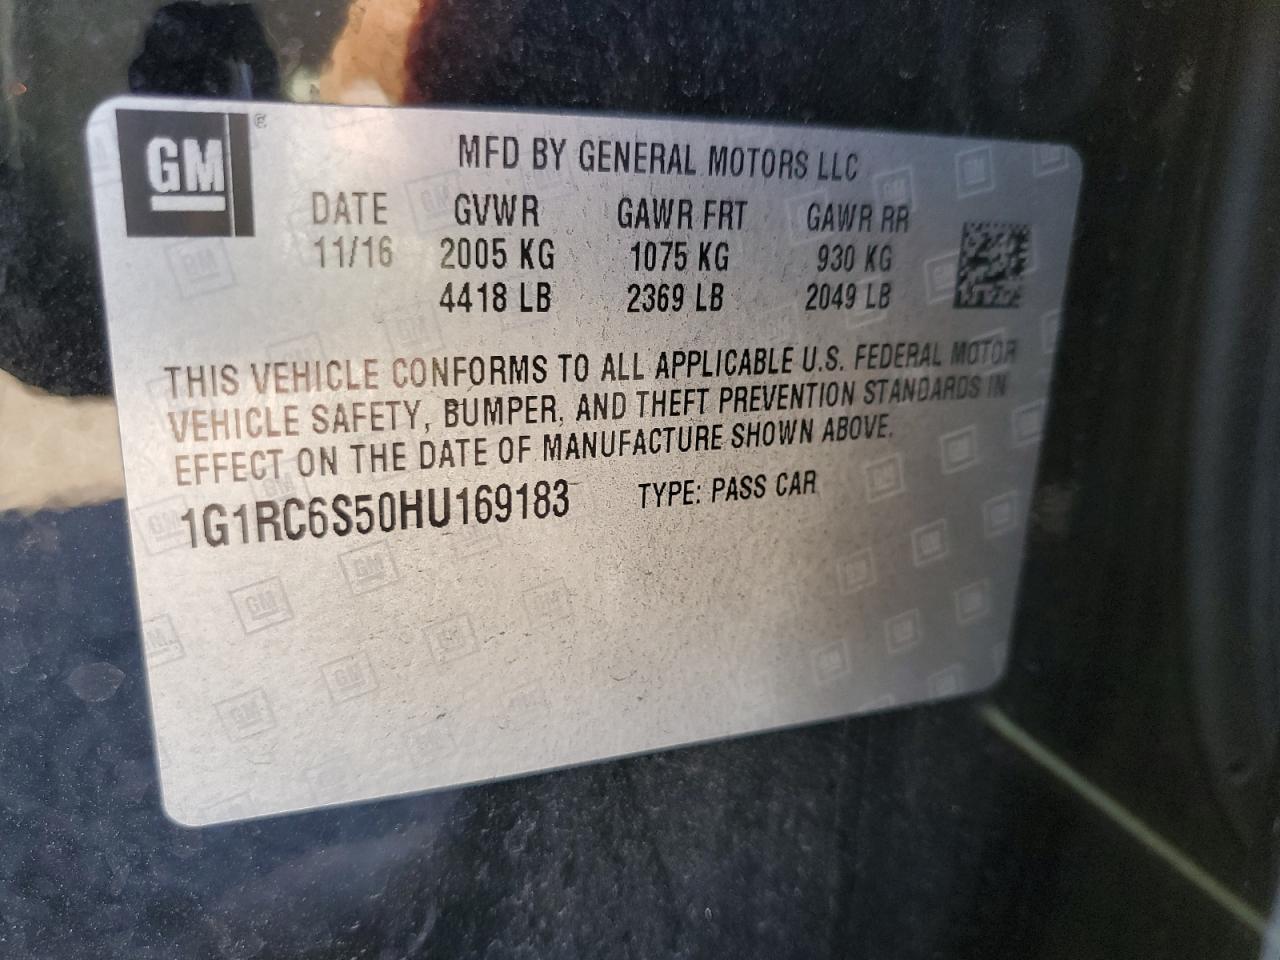 GM ®
MFD BY GENERAL MOTORS LLC
DATE GVWR GAWR FRT GAWR RR
11/16 2005 KG 1075 KG 930 KG
4418 LB 2369 LB 2049 LB
THIS VEHICLE CONFORMS TO ALL APPLICABLE U.S. FEDERAL MOTOR
VEHICLE SAFETY, BUMPER, AND THEFT PREVENTION STANDARDS IN
EFFECT ON THE DATE OF MANUFACTURE SHOWN ABOVE.
1G1RC6S50HU169183 TYPE: PASS CAR